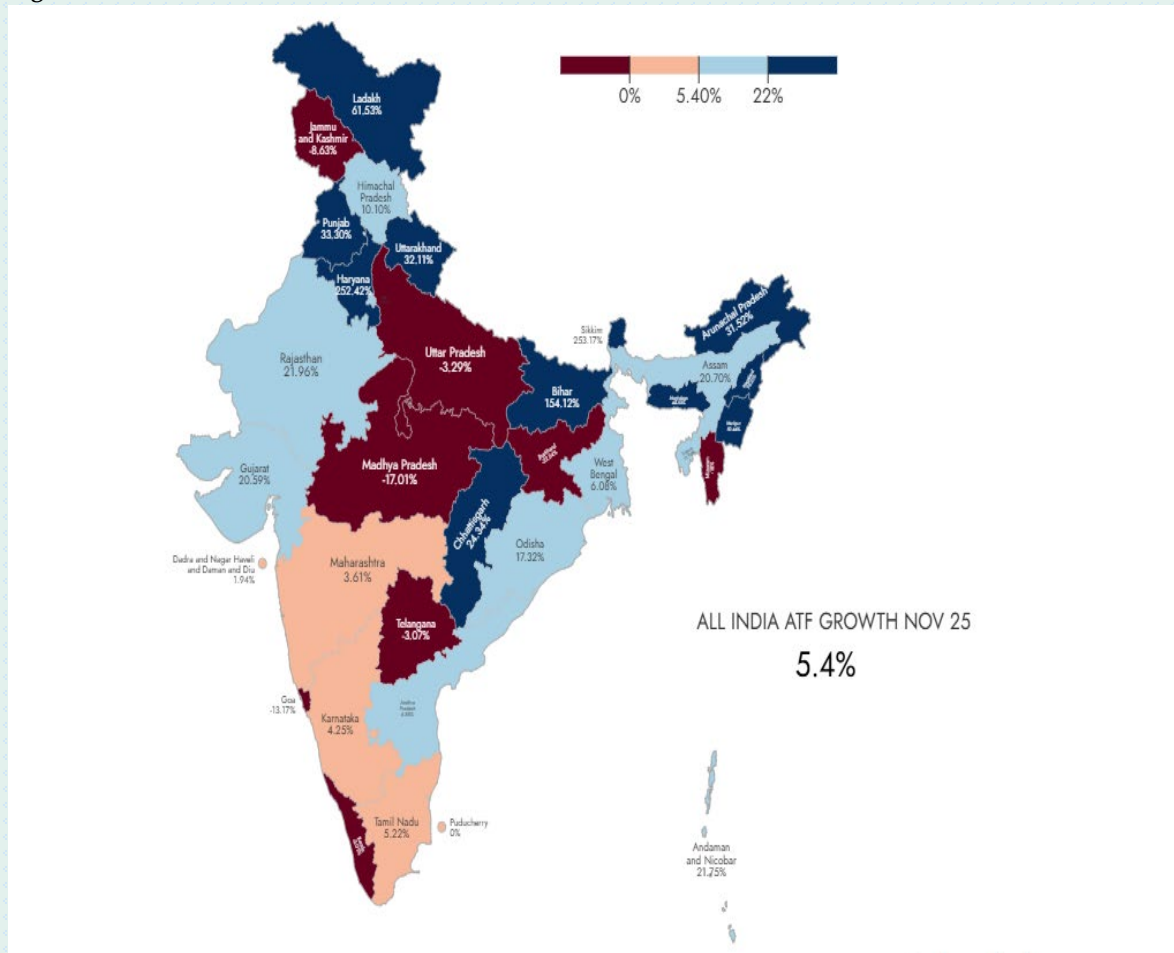 0%
5.40%
22%
Ladakh
61.53%
Jammu
and Kashmir
-8.63%
Himachal
Pradesh
10.10%
Punjab
33.30%
Uttarakhand
32.11%
Haryana
252.42%
Arunachal Pradesh
31.52%
Sikkim
253.17%
Rajasthan
21.96%
Uttar Pradesh
-3.29%
Assam
20.70%
Bihar
154.12%
Gujarat
20.59%
Madhya Pradesh
-17.01%
West
Bengal
6.08%
Chhattisgarh
24.34%
Odisha
17.32%
Dadra and Nagar Haveli
and Daman and Diu
1.94%
Maharashtra
3.61%
Telangana
-3.07%
ALL INDIA ATF GROWTH NOV 25
5.4%
Goa
-13.17%
Andhra
Pradesh
Karnataka
4.25%
Tamil Nadu
5.22%
Puducherry
0%
Andaman
and Nicobar
21.75%